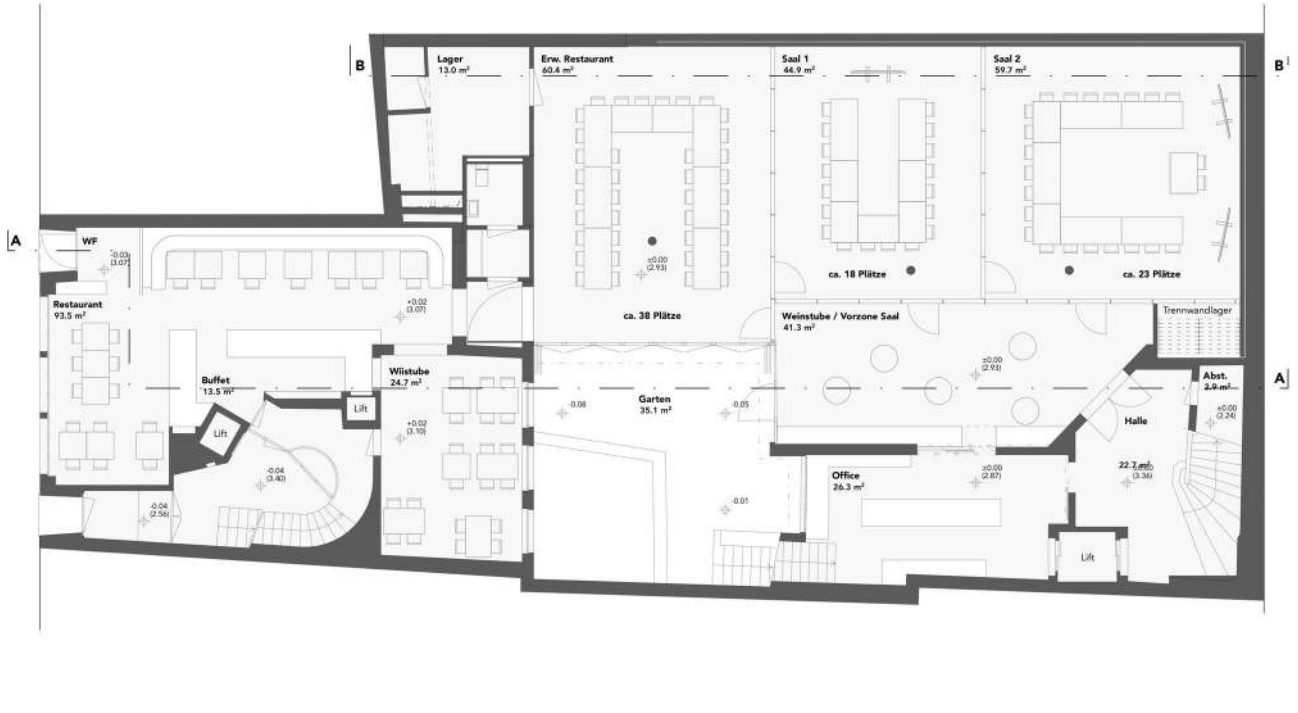 B
Lager
13.0 m²
Erw. Restaurant
60.4 m²
Saal 1
44.9 m²
Saal 2
59.7 m²
B'
A
WF
-0.03
(3.07)
±0.00
(2.93)
ca. 18 Plätze
ca. 23 Plätze
Restaurant
93.5 m²
+0.02
(3.07)
ca. 38 Plätze
Weinstube / Vorzone Saal
41.3 m²
Trennwandlager
Buffet
13.5 m²
Wiistube
24.7 m²
±0.00
(2.93)
A'
Lift
Lift
Garten
35.1 m²
-0.08
-0.05
Abst.
2.9 m²
±0.00
(2.24)
+0.02
(3.10)
Halle
-0.04
(3.40)
Office
26.3 m²
±0.00
(2.87)
22.7 m²
±0.00
(3.36)
-0.04
(2.56)
-0.01
Lift